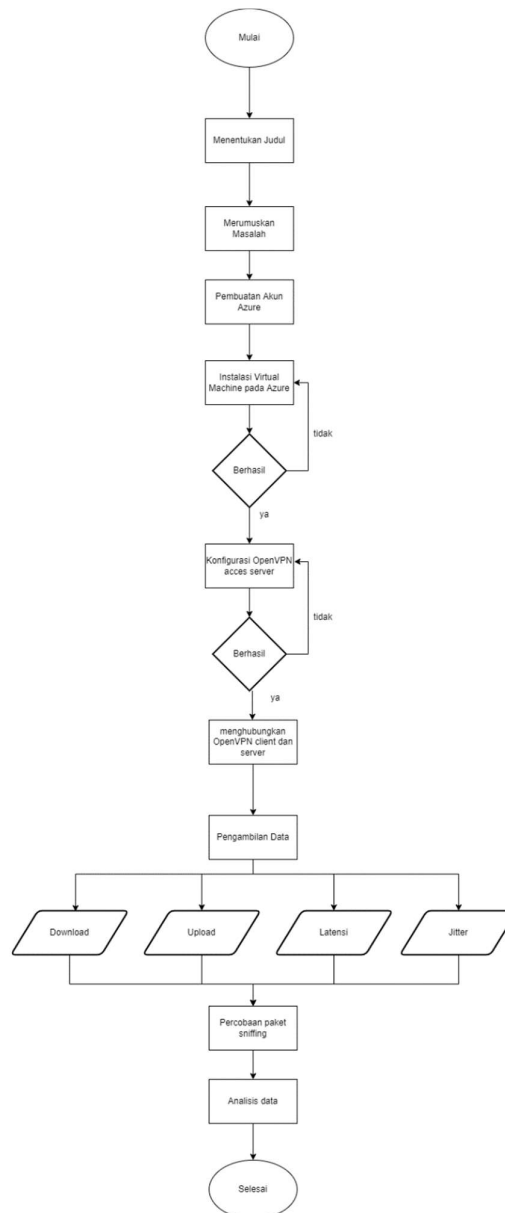 Mulai
Menentukan Judul
Merumuskan
Masalah
Pembuatan Akun
Azure
Instalasi Virtual
Machine pada Azure
tidak
Berhasil
ya
Konfigurasi OpenVPN
acces server
tidak
Berhasil
ya
menghubungkan
OpenVPN client dan
server
Pengambilan Data
Download
Upload
Latensi
Jitter
Percobaan paket
sniffing
Analisis data
Selesai